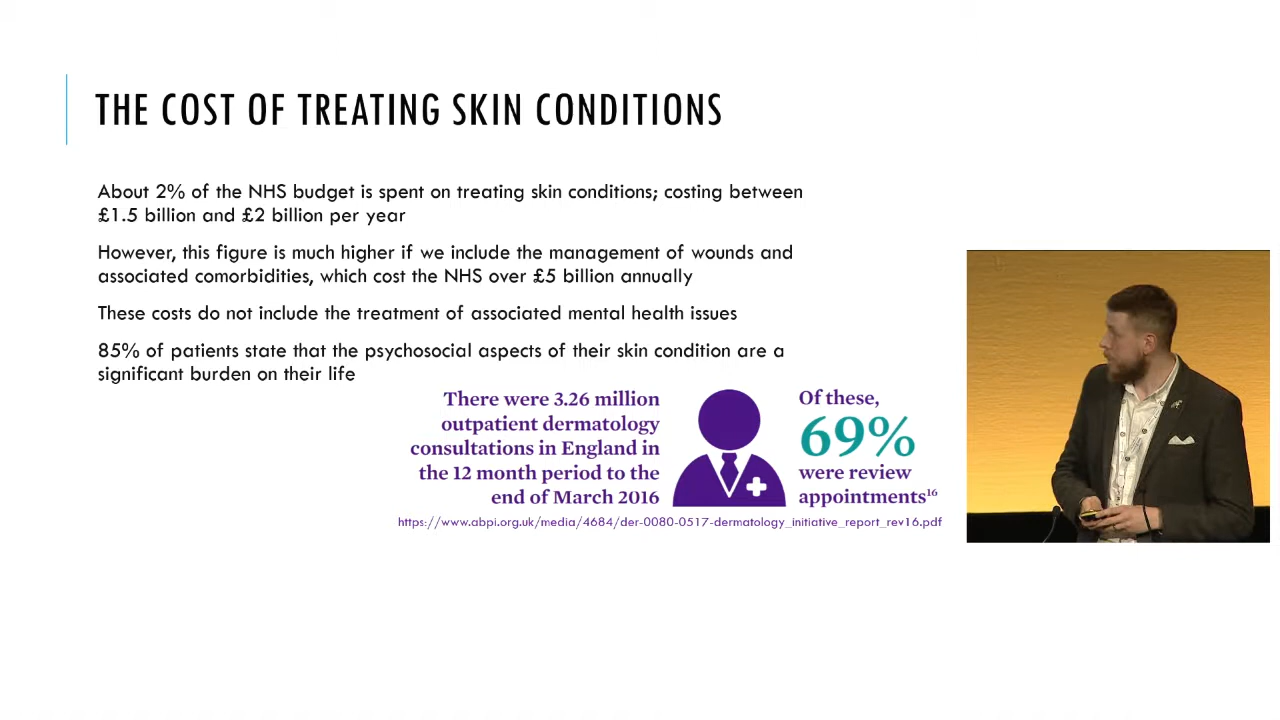 THE COST OF TREATING SKIN CONDITIONS
About 2% of the NHS budget is spent on treating skin conditions; costing between
£1.5 billion and £2 billion per year
However, this figure is much higher if we include the management of wounds and
associated comorbidities, which cost the NHS over £5 billion annually
These costs do not include the treatment of associated mental health issues
85% of patients state that the psychosocial aspects of their skin condition are a
significant burden on their life
There were 3.26 million
outpatient dermatology
consultations in England in
the 12 month period to the
end of March 2016
Of these,
69%
were review
appointments16
https://www.abpi.org.uk/media/4684/der-0080-0517-dermatology_initiative_report_rev16.pdf